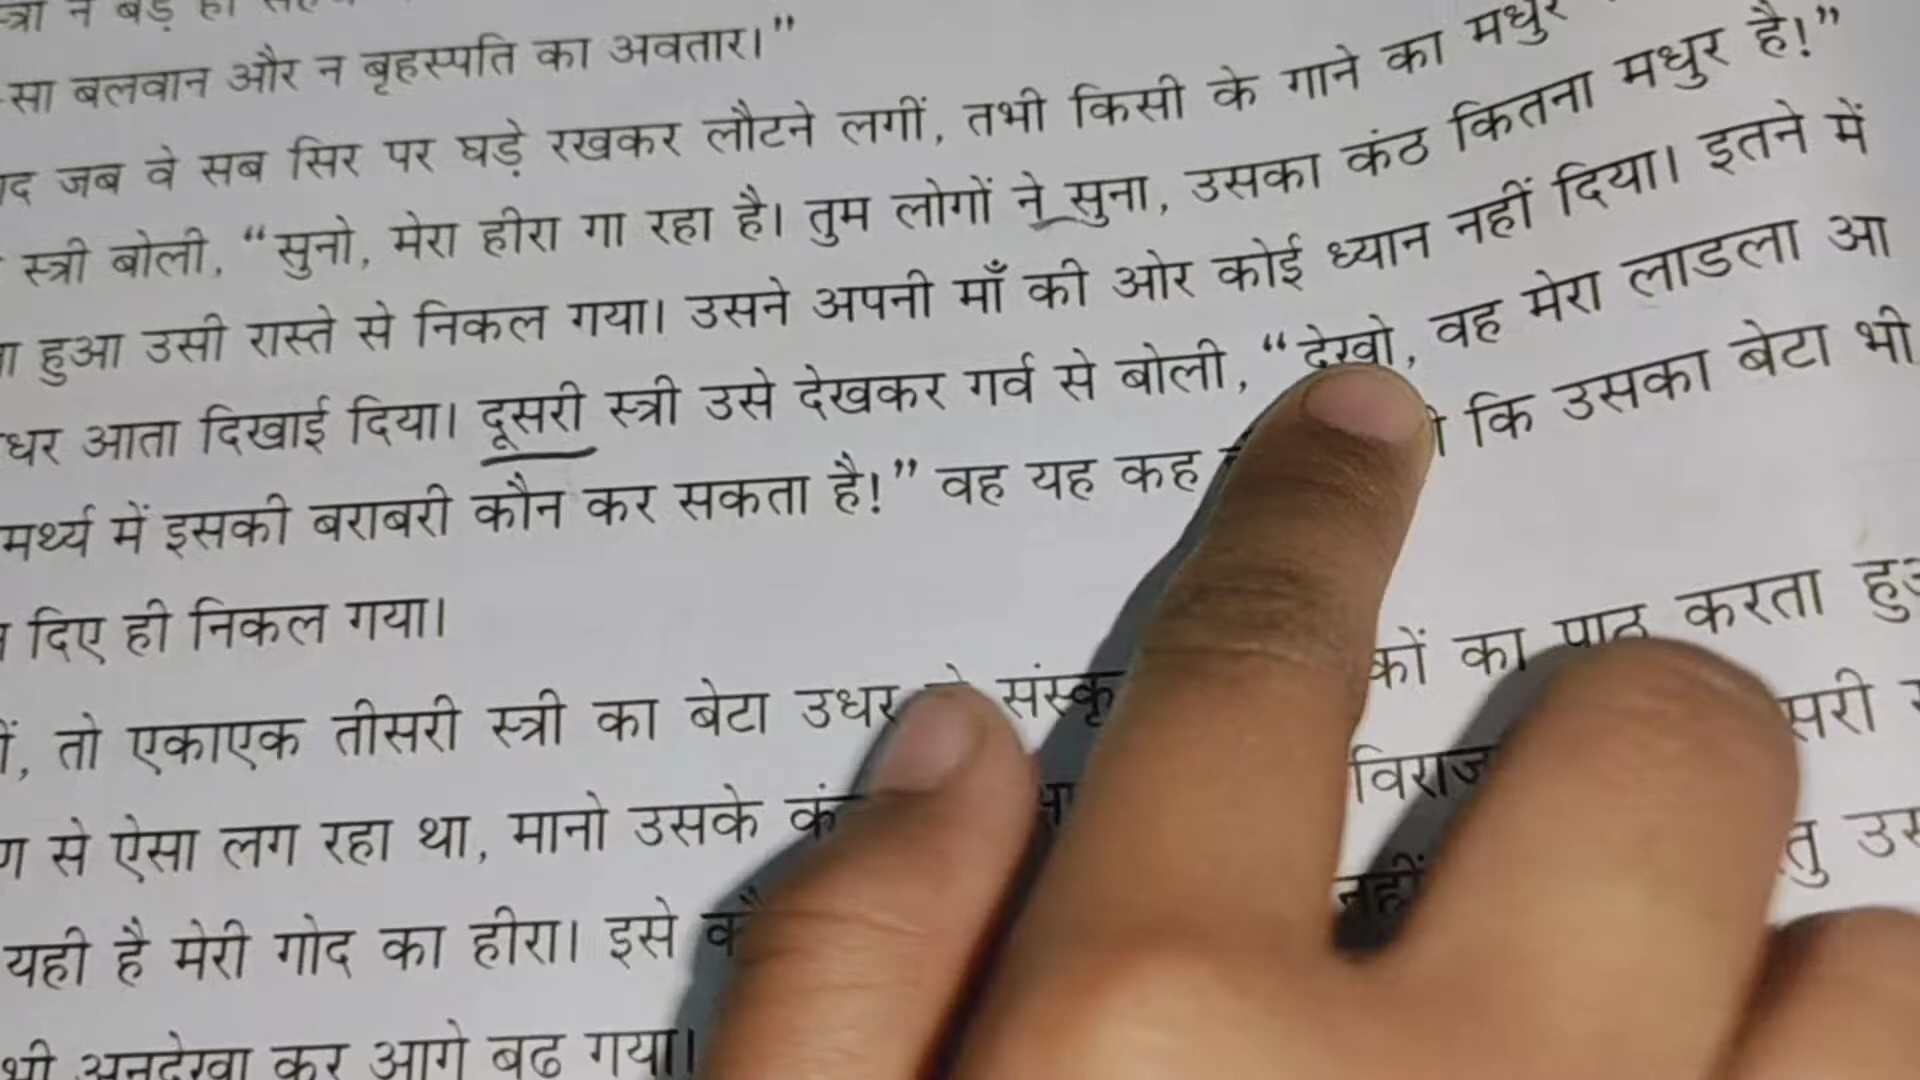 सा बलवान और न बृहस्पति का अवतार।”
जब वे सब सिर पर घड़े रखकर लौटने लगीं, तभी किसी के गाने का मधुर
स्त्री बोली, “सुनो, मेरा हीरा गा रहा है। तुम लोगों ने सुना, उसका कंठ कितना मधुर है!”
हुआ उसी रास्ते से निकल गया। उसने अपनी माँ की ओर कोई ध्यान नहीं दिया। इतने में
धर आता दिखाई दिया। दूसरी स्त्री उसे देखकर गर्व से बोली, “देखो, वह मेरा लाडला आ
मर्थ्य में इसकी बराबरी कौन कर सकता है!” वह यह कह कि उसका बेटा भी
दिए ही निकल गया।
तो एकाएक तीसरी स्त्री का बेटा उधर का पाठ करता
ण से ऐसा लग रहा था, मानो उसके
यही है मेरी गोद का हीरा। इसे नहीं
भी अनदेखा कर आगे बढ़ गया।